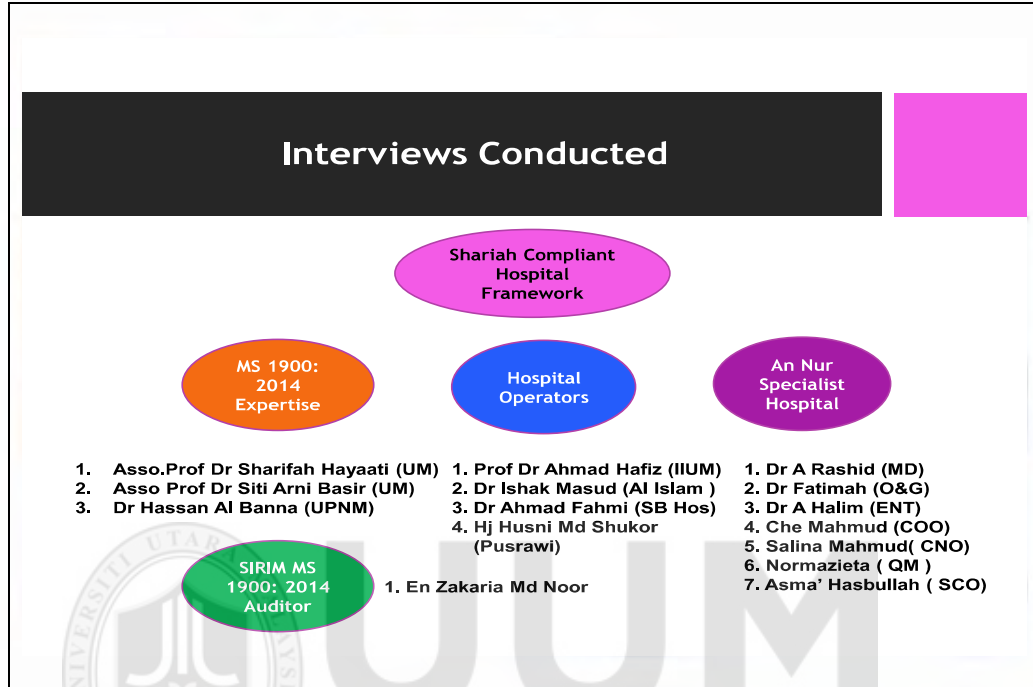 Interviews Conducted
Shariah Compliant
Hospital
Framework
MS 1900:
2014
Expertise
Hospital
Operators
An Nur
Specialist
Hospital
1. Asso.Prof Dr Sharifah Hayaati (UM)
2. Asso Prof Dr Siti Arni Basir (UM)
3. Dr Hassan Al Banna (UPNM)
1. Prof Dr Ahmad Hafiz (IIUM)
2. Dr Ishak Masud (Al Islam )
3. Dr Ahmad Fahmi (SB Hos)
4. Hj Husni Md Shukor
(Pusrawi)
1. Dr A Rashid (MD)
2. Dr Fatimah (O&G)
3. Dr A Halim (ENT)
4. Che Mahmud (COO)
5. Salina Mahmud( CNO)
6. Normazieta ( QM )
7. Asma’ Hasbullah ( SCO)
SIRIM MS
1900: 2014
Auditor
1. En Zakaria Md Noor
UUM